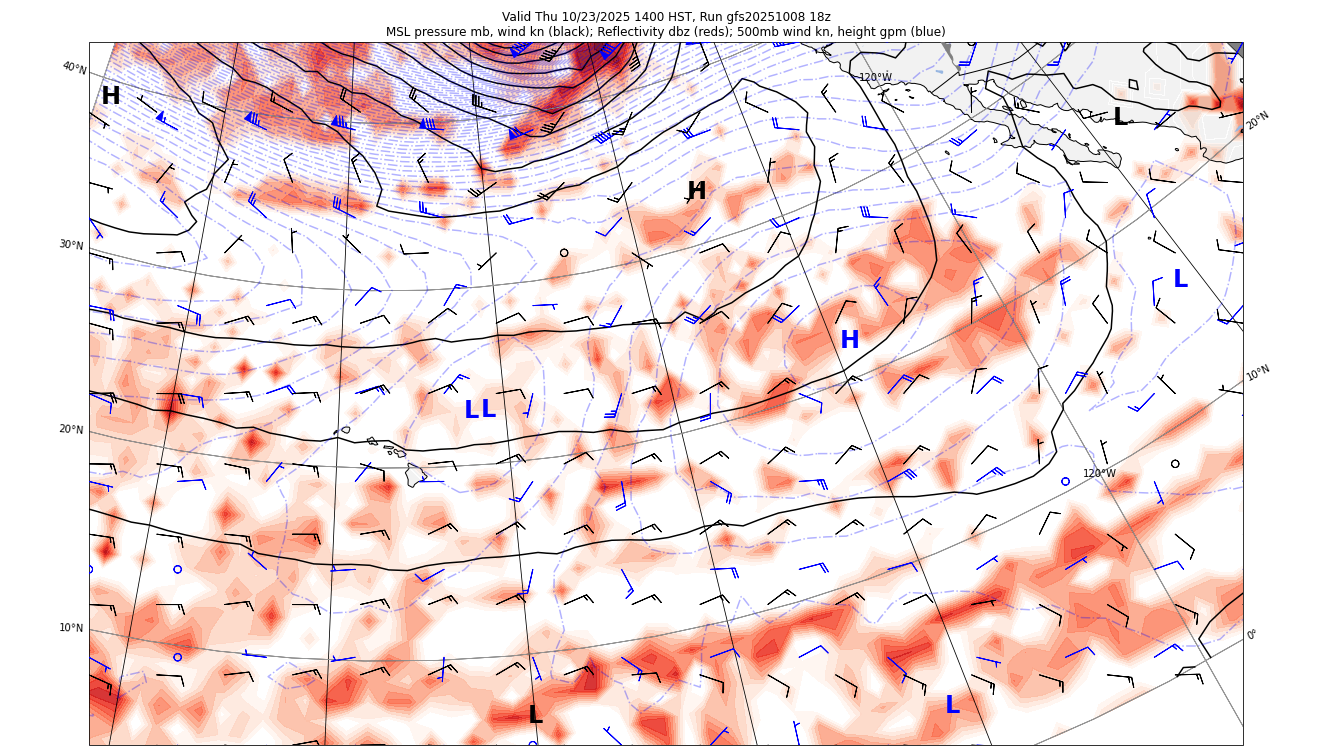 Valid Thu 10/23/2025 1400 HST, Run gfs20251008 18z
MSL pressure mb, wind kn (black); Reflectivity dbz (reds); 500mb wind kn, height gpm (blue)
40°N
120°W
H
L
20°N
H
30°N
L
H
10°N
L L
20°N
120°W
10°N
0°
L
L